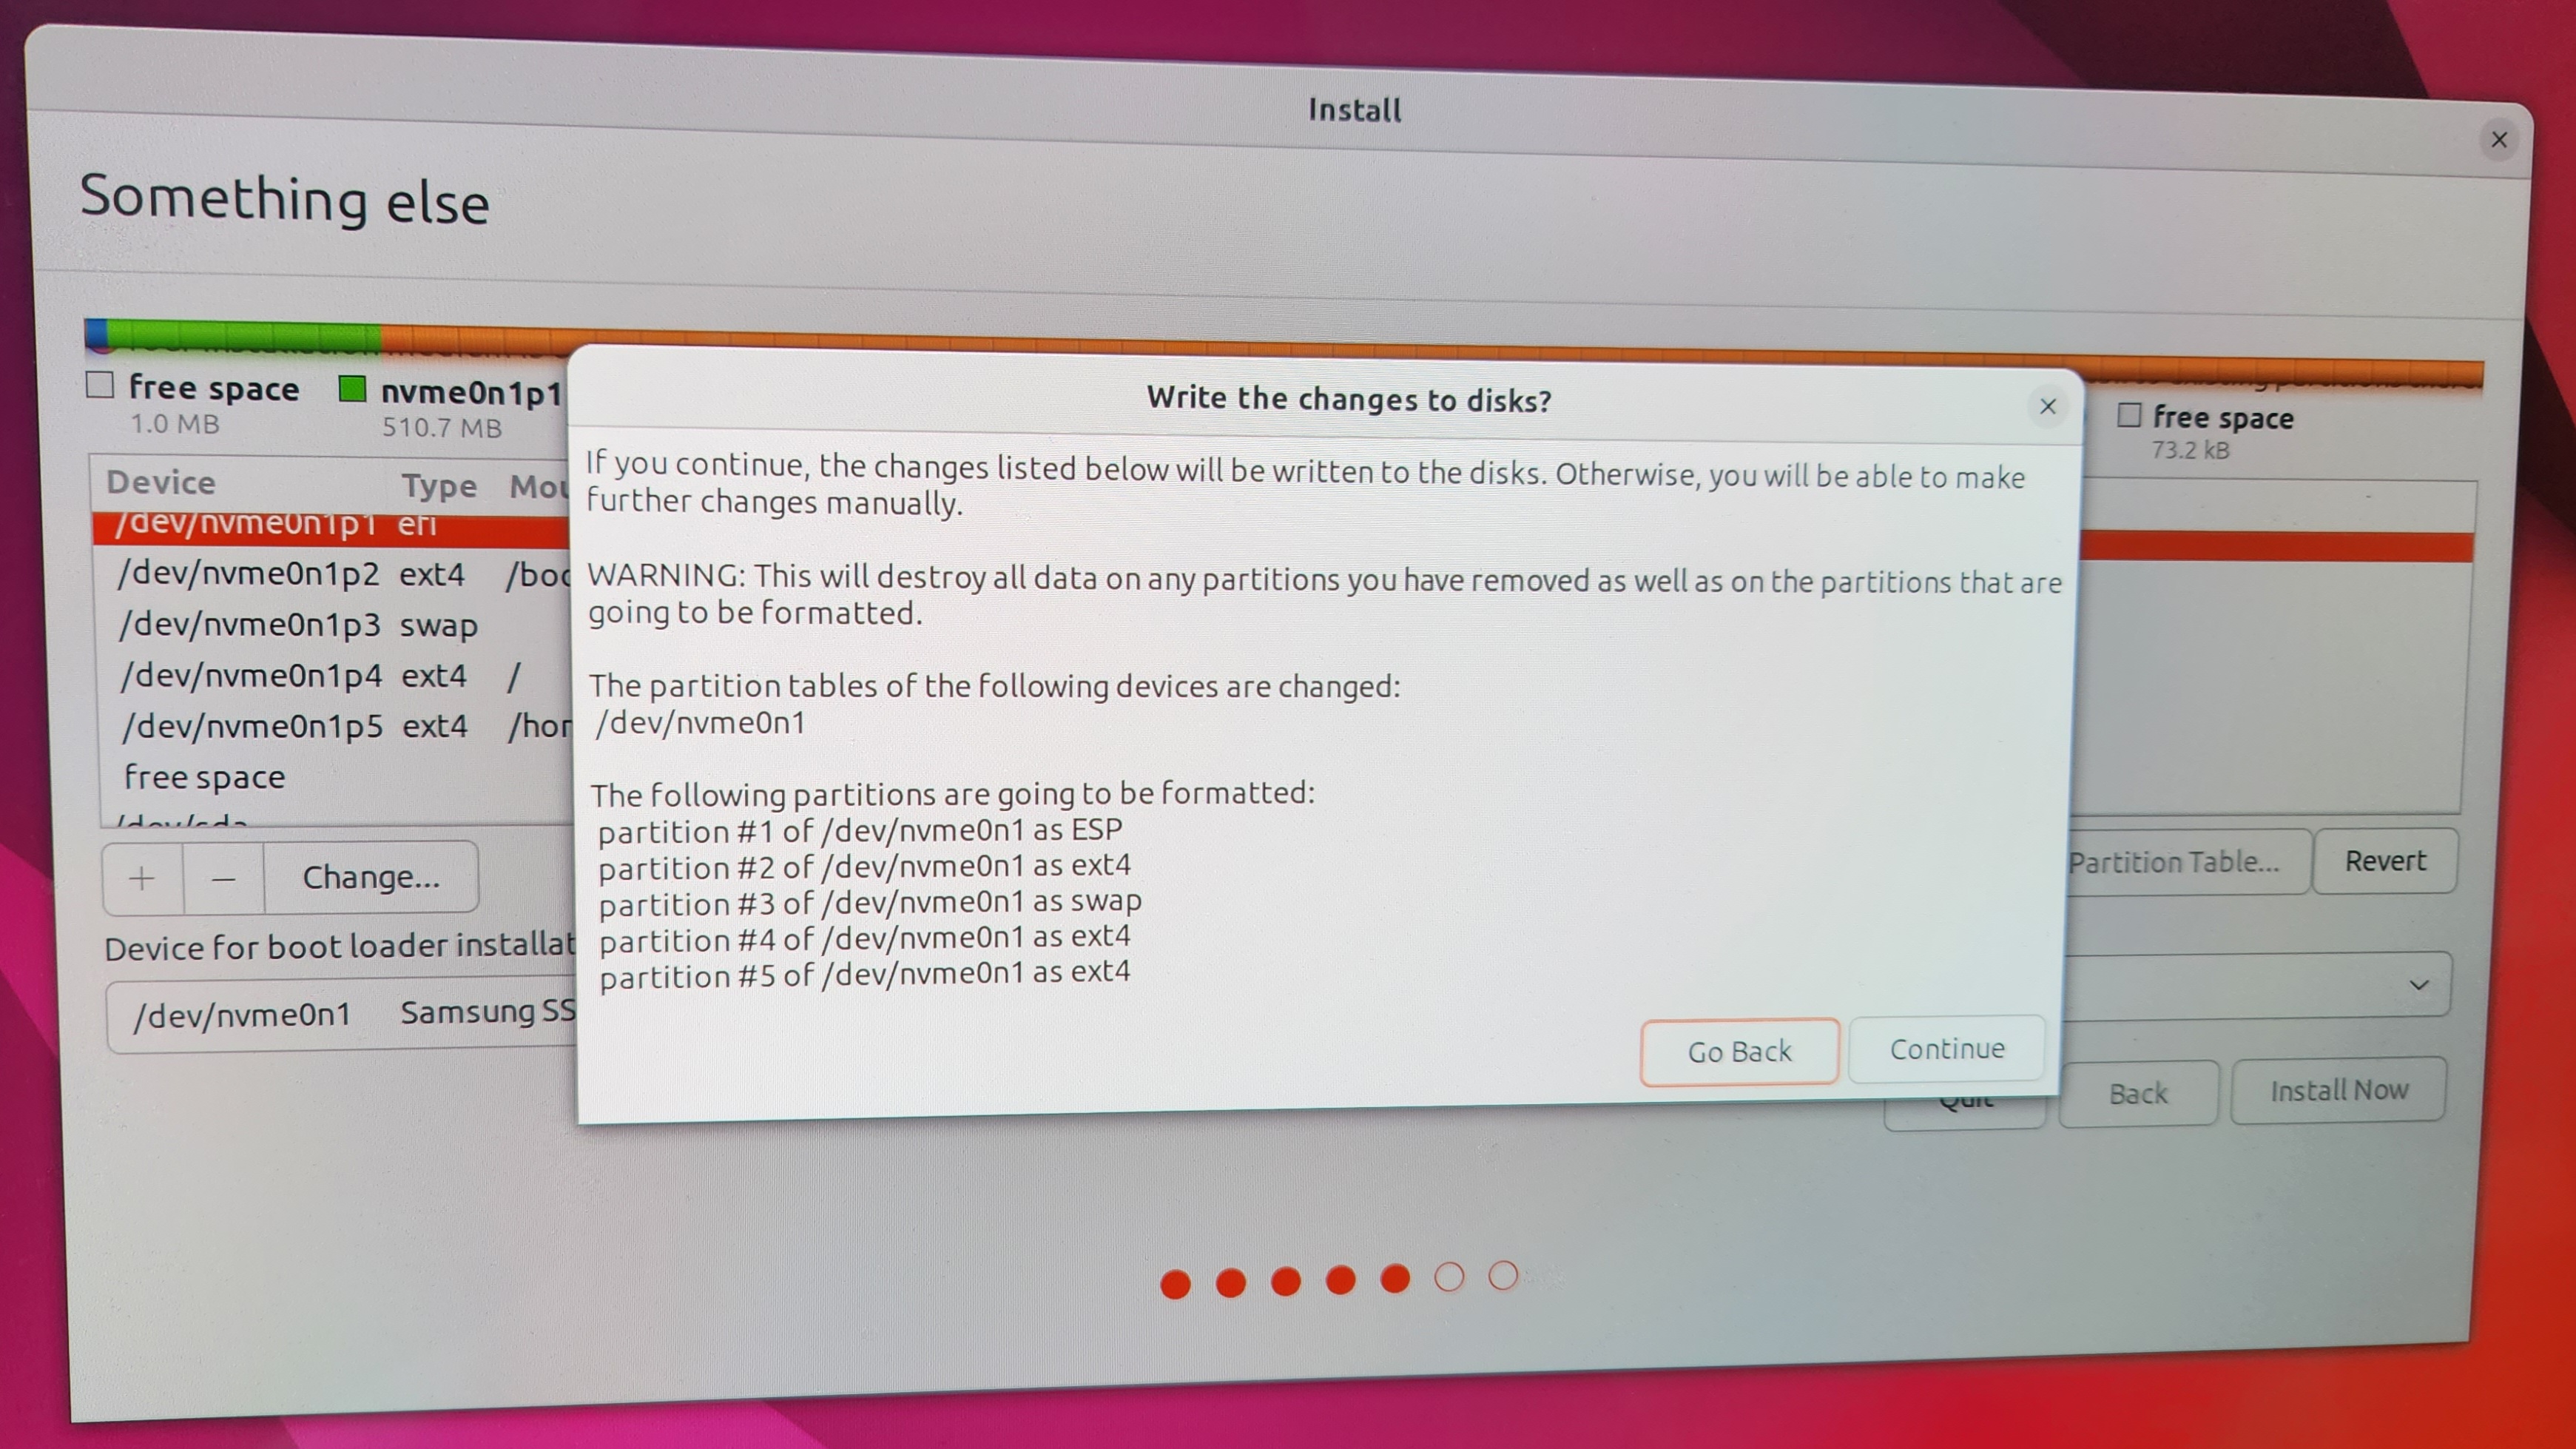 Install
Something else
free space
1.0 MB
nvme0n1p1
510.7 MB
free space
73.2 kB
Device Type
/dev/nvme0n1p1 efi
/dev/nvme0n1p2 ext4
/dev/nvme0n1p3 swap
/dev/nvme0n1p4 ext4 /
/dev/nvme0n1p5 ext4
free space
/dev/sda
+ – Change...
Partition Table... Revert
Device for boot loader
/dev/nvme0n1 Samsung
Quit Back Install Now
Write the changes to disks?
If you continue, the changes listed below will be written to the disks. Otherwise, you will be able to make
further changes manually.
WARNING: This will destroy all data on any partitions you have removed as well as on the partitions that are
going to be formatted.
The partition tables of the following devices are changed:
/dev/nvme0n1
The following partitions are going to be formatted:
partition #1 of /dev/nvme0n1 as ESP
partition #2 of /dev/nvme0n1 as ext4
partition #3 of /dev/nvme0n1 as swap
partition #4 of /dev/nvme0n1 as ext4
partition #5 of /dev/nvme0n1 as ext4
Go Back Continue